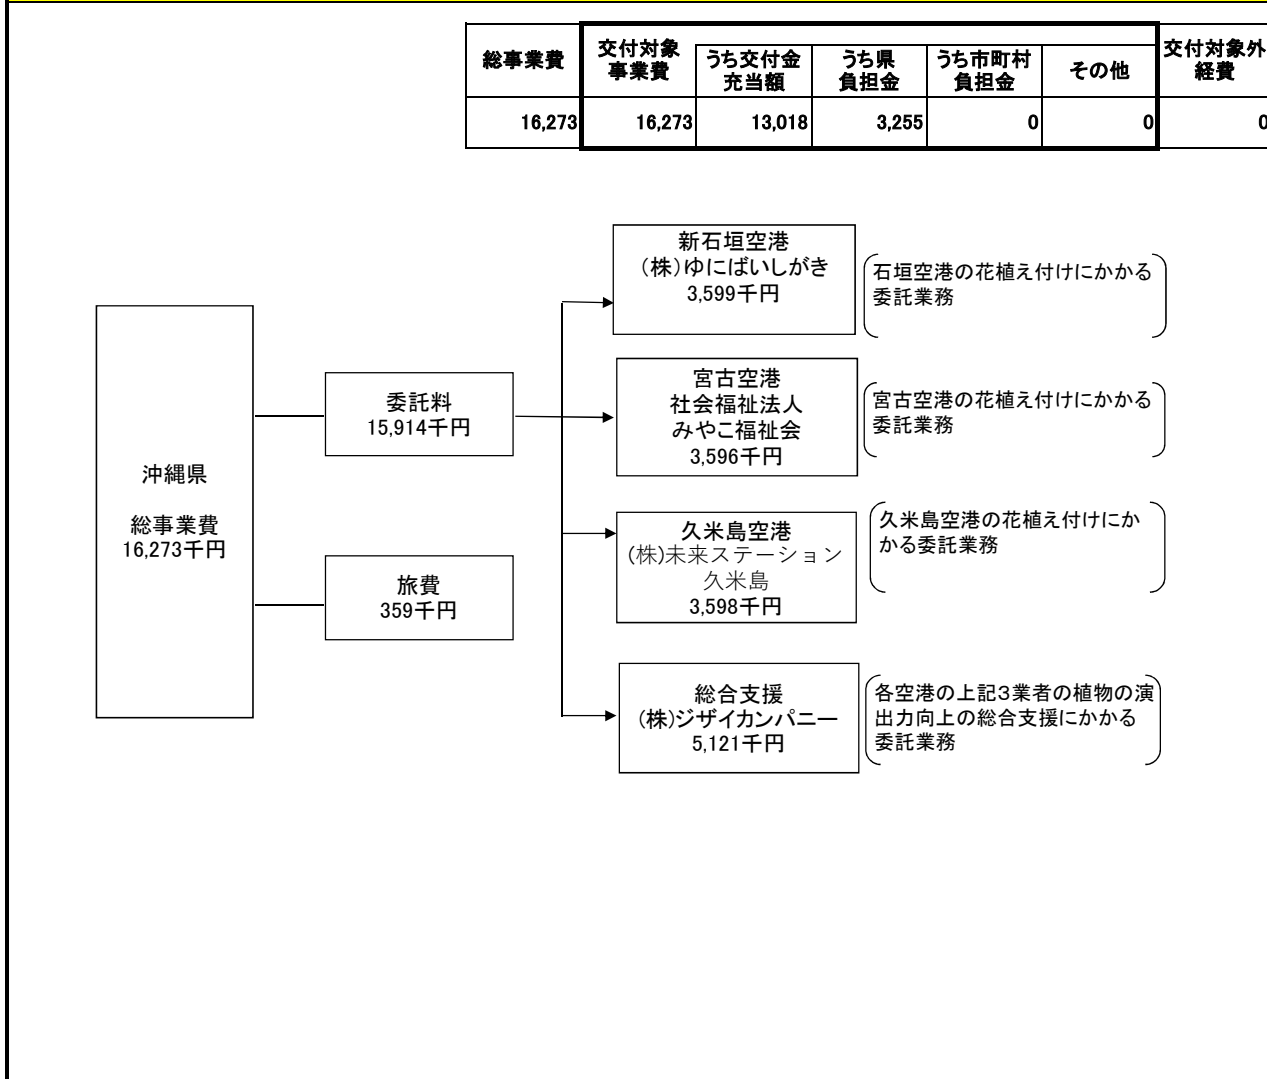 総事業費
交付対象
事業費
うち交付金
充当額
うち県
負担金
うち市町村
負担金
その他
交付対象外
経費
16,273
16,273
13,018
3,255
0
0
0
沖縄県
総事業費
16,273千円
委託料
15,914千円
旅費
359千円
新石垣空港
(株)ゆにばいしがき
3,599千円
石垣空港の花植え付けにかかる
委託業務
宮古空港
社会福祉法人
みやこ福祉会
3,596千円
宮古空港の花植え付けにかかる
委託業務
久米島空港
(株)未来ステーション
久米島
3,598千円
久米島空港の花植え付けにか
かる委託業務
総合支援
(株)ジザイカンパニー
5,121千円
各空港の上記3業者の植物の演
出力向上の総合支援にかかる
委託業務